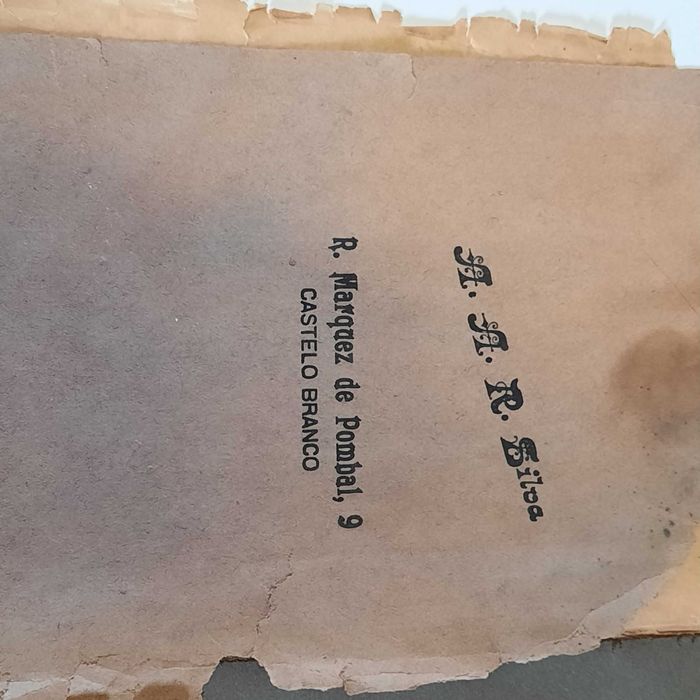 A. A. R. Silva
R. Marquez de Pombal, 9
CASTELO BRANCO